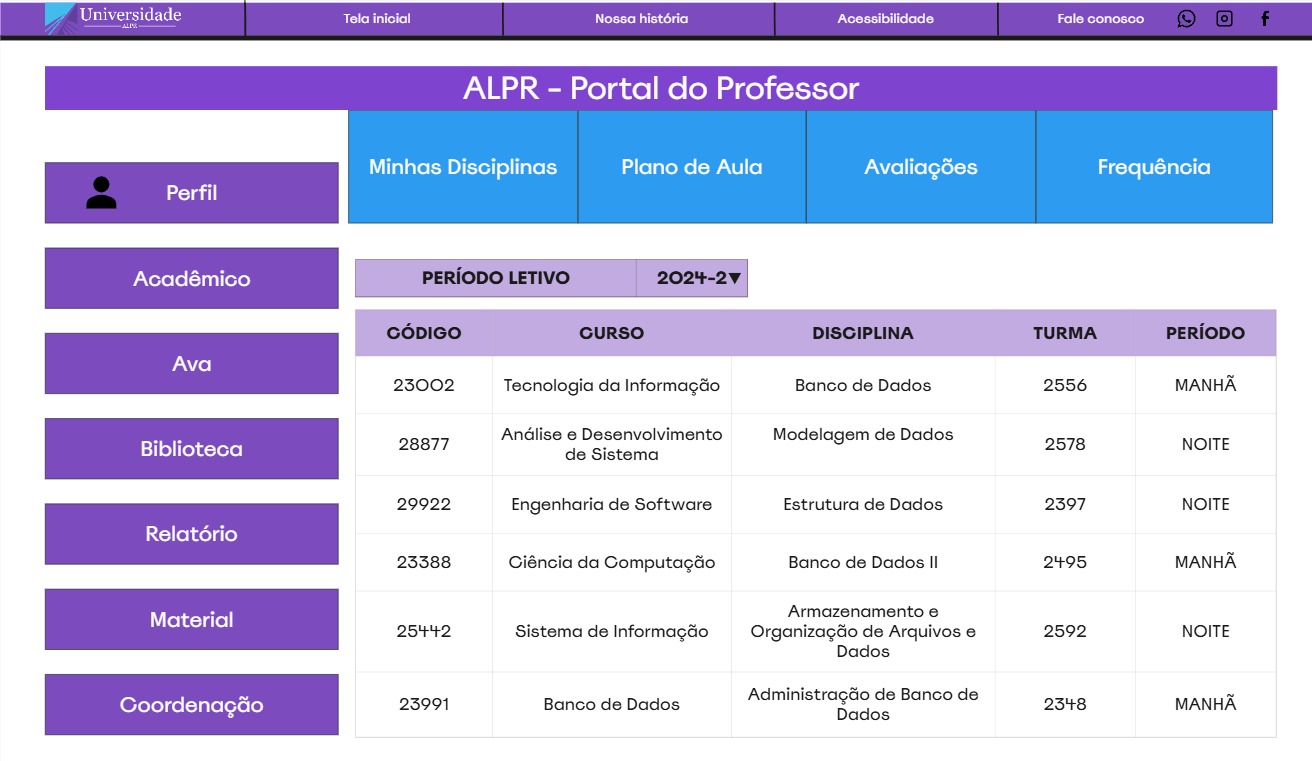 Universidade
ALPR
Tela inicial
Nossa história
Acessibilidade
Fale conosco
ALPR - Portal do Professor
Minhas Disciplinas
Plano de Aula
Avaliações
Frequência
Perfil
Acadêmico
Ava
Biblioteca
Relatório
Material
Coordenação
PERÍODO LETIVO 2024-2▼
CÓDIGO CURSO DISCIPLINA TURMA PERÍODO
23002 Tecnologia da Informação Banco de Dados 2556 MANHÃ
28877 Análise e Desenvolvimento
de Sistema
Modelagem de Dados 2578 NOITE
29922 Engenharia de Software Estrutura de Dados 2397 NOITE
23388 Ciência da Computação Banco de Dados II 2495 MANHÃ
25442 Sistema de Informação Armazenamento e
Organização de Arquivos e
Dados
2592 NOITE
23991 Banco de Dados Administração de Banco de
Dados
2348 MANHÃ